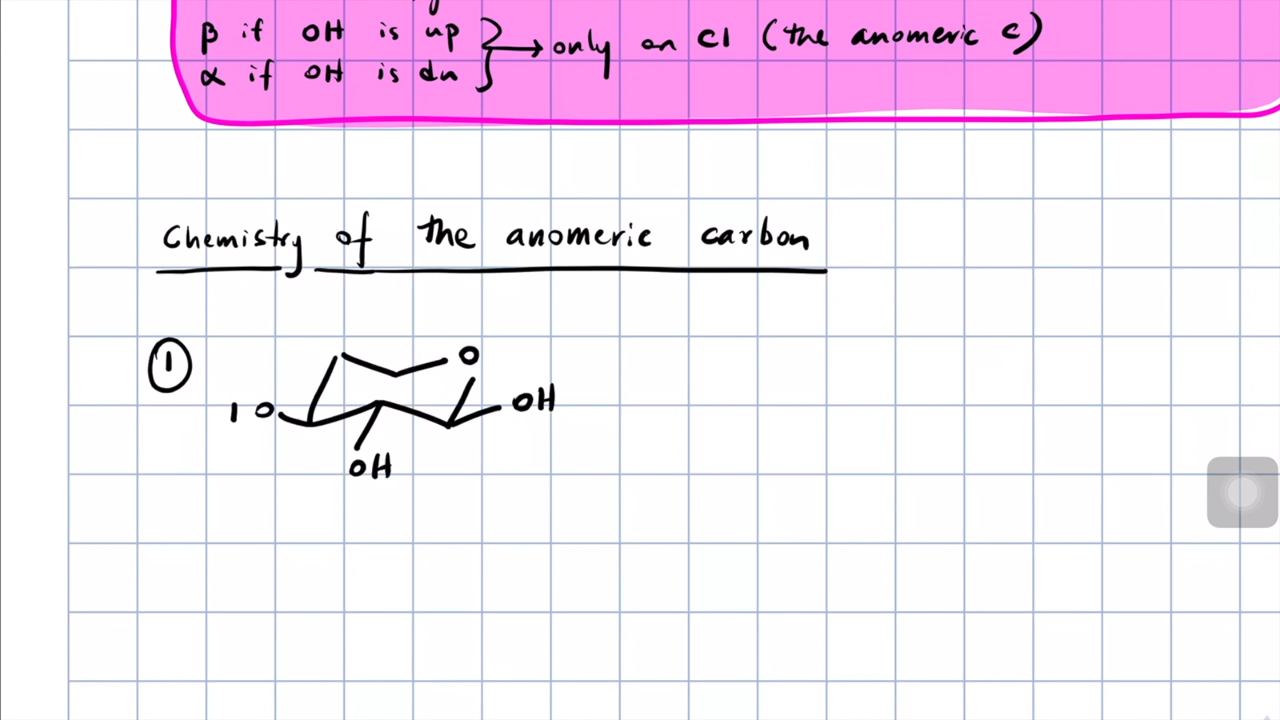 β if OH is up
→ only on C1 (the anomeric C)
α if OH is dn
Chemistry of the anomeric carbon
1
O
1 O
OH
OH